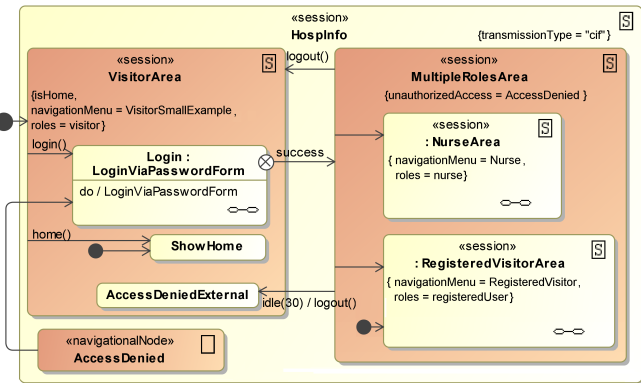 «session»
HospInfo
{transmissionType = "cif"}
S
«session»
VisitorArea
S
{isHome,
navigationMenu = VisitorSmallExample,
roles = visitor}
login()
Login :
LoginViaPasswordForm
do / LoginViaPasswordForm
success
home()
ShowHome
AccessDeniedExternal
logout()
«session»
MultipleRolesArea
S
{unauthorizedAccess = AccessDenied }
«session»
: NurseArea
S
{ navigationMenu = Nurse,
roles = nurse}
«session»
: RegisteredVisitorArea
S
{ navigationMenu = RegisteredVisitor,
roles = registeredUser}
idle(30) / logout()
«navigationalNode»
AccessDenied